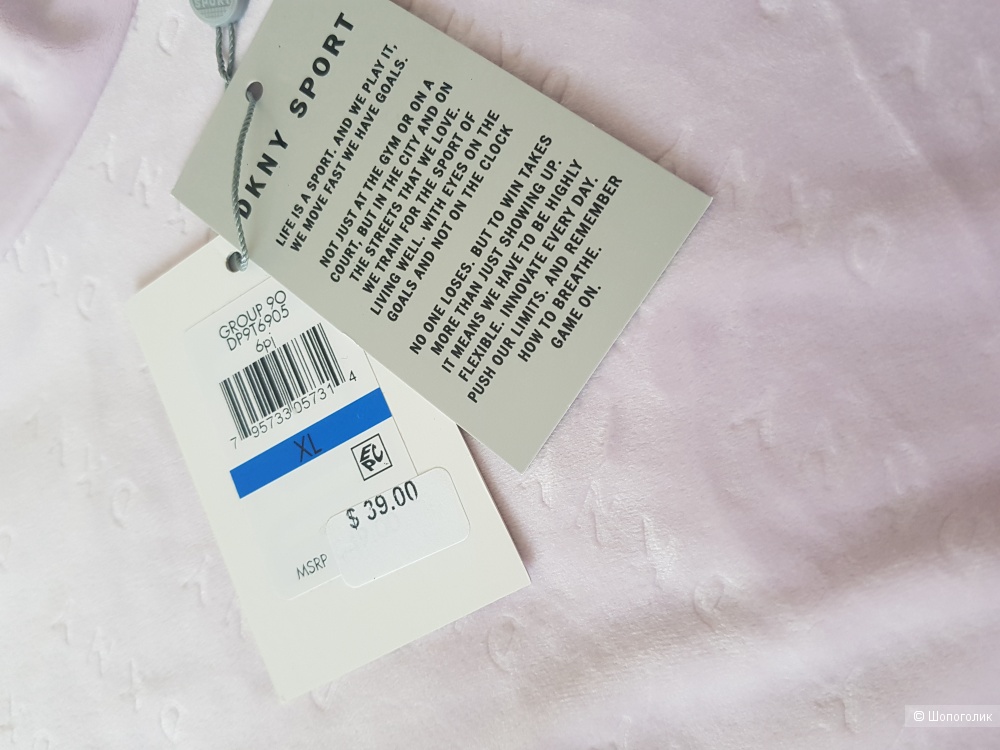 SPORT
DKNY SPORT
LIFE IS A SPORT. AND WE PLAY IT,
WE MOVE FAST WE HAVE GOALS.
NOT JUST AT THE GYM OR ON A
COURT, BUT IN THE CITY AND ON
THE STREETS THAT WE LOVE.
WE TRAIN FOR THE SPORT OF
LIVING WELL. WITH EYES ON THE
GOALS AND NOT ON THE CLOCK
NO ONE LOSES. BUT TO WIN TAKES
MORE THAN JUST SHOWING UP.
IT MEANS WE HAVE TO BE HIGHLY
FLEXIBLE. INNOVATE EVERY DAY.
PUSH OUR LIMITS. AND REMEMBER
HOW TO BREATHE.
GAME ON.
GROUP 90
DP9T6905
6pj
7 95733 05731 4
XL
EPC
$ 39.00
MSRP
© Шопоголик